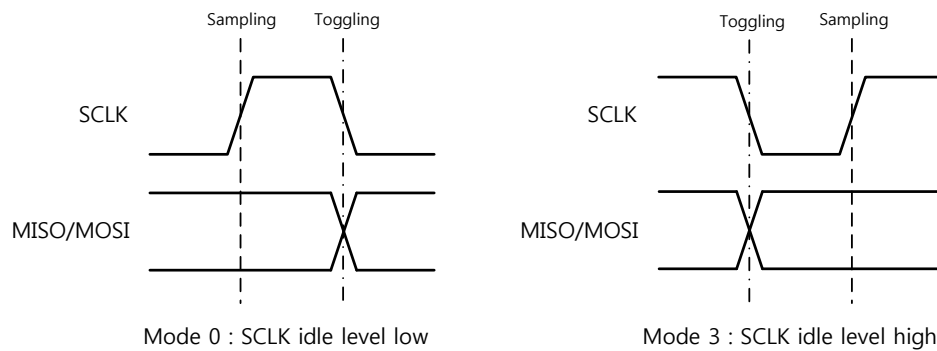 Sampling Toggling
SCLK
MISO/MOSI
Mode 0 : SCLK idle level low
Toggling Sampling
SCLK
MISO/MOSI
Mode 3 : SCLK idle level high